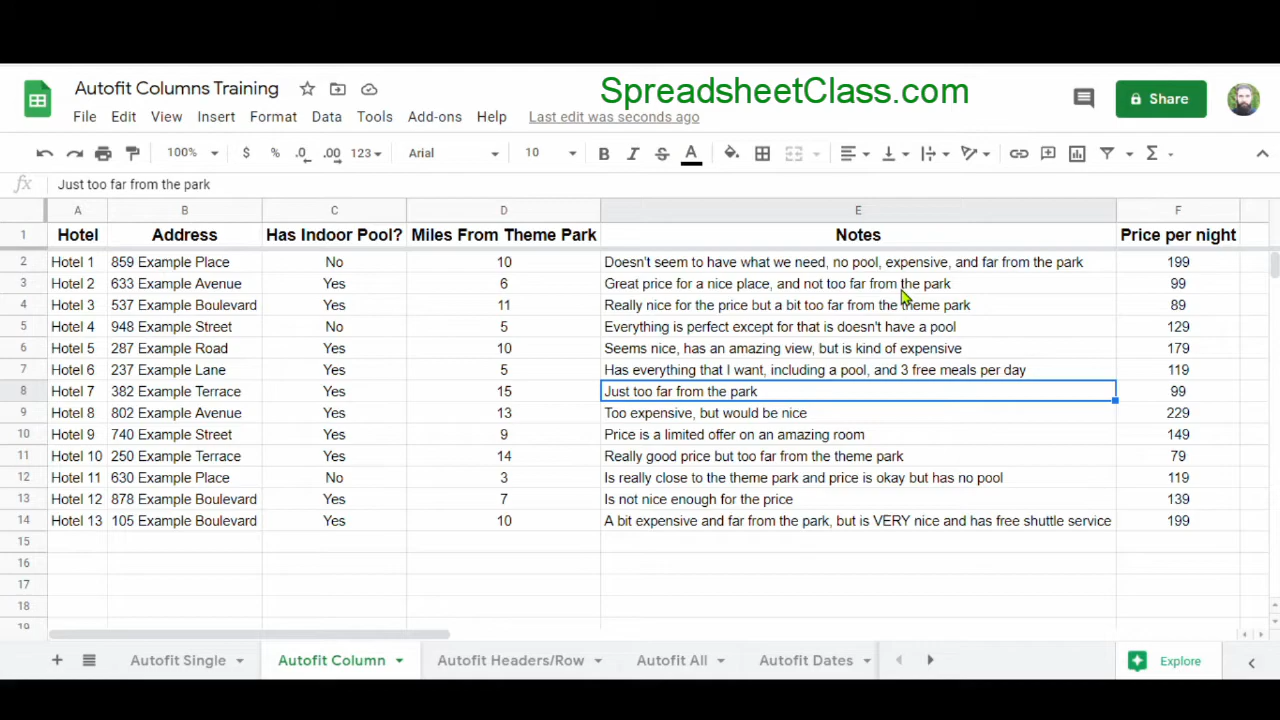 SpreadsheetClass.com
Autofit Columns Training
File Edit View Insert Format Data Tools Add-ons Help Last edit was seconds ago
Share
100% $ % .0 .00 123 Arial 10 B I S A
fx Just too far from the park
A B C D E F
1 Hotel Address Has Indoor Pool? Miles From Theme Park Notes Price per night
2 Hotel 1 859 Example Place No 10 Doesn't seem to have what we need, no pool, expensive, and far from the park 199
3 Hotel 2 633 Example Avenue Yes 6 Great price for a nice place, and not too far from the park 99
4 Hotel 3 537 Example Boulevard Yes 11 Really nice for the price but a bit too far from the theme park 89
5 Hotel 4 948 Example Street No 5 Everything is perfect except for that is doesn't have a pool 129
6 Hotel 5 287 Example Road Yes 10 Seems nice, has an amazing view, but is kind of expensive 179
7 Hotel 6 237 Example Lane Yes 5 Has everything that I want, including a pool, and 3 free meals per day 119
8 Hotel 7 382 Example Terrace Yes 15 Just too far from the park 99
9 Hotel 8 802 Example Avenue Yes 13 Too expensive, but would be nice 229
10 Hotel 9 740 Example Street Yes 9 Price is a limited offer on an amazing room 149
11 Hotel 10 250 Example Terrace Yes 14 Really good price but too far from the theme park 79
12 Hotel 11 630 Example Place No 3 Is really close to the theme park and price is okay but has no pool 119
13 Hotel 12 878 Example Boulevard Yes 7 Is not nice enough for the price 139
14 Hotel 13 105 Example Boulevard Yes 10 A bit expensive and far from the park, but is VERY nice and has free shuttle service 199
15
16
17
18
19
Autofit Single Autofit Column Autofit Headers/Row Autofit All Autofit Dates Explore